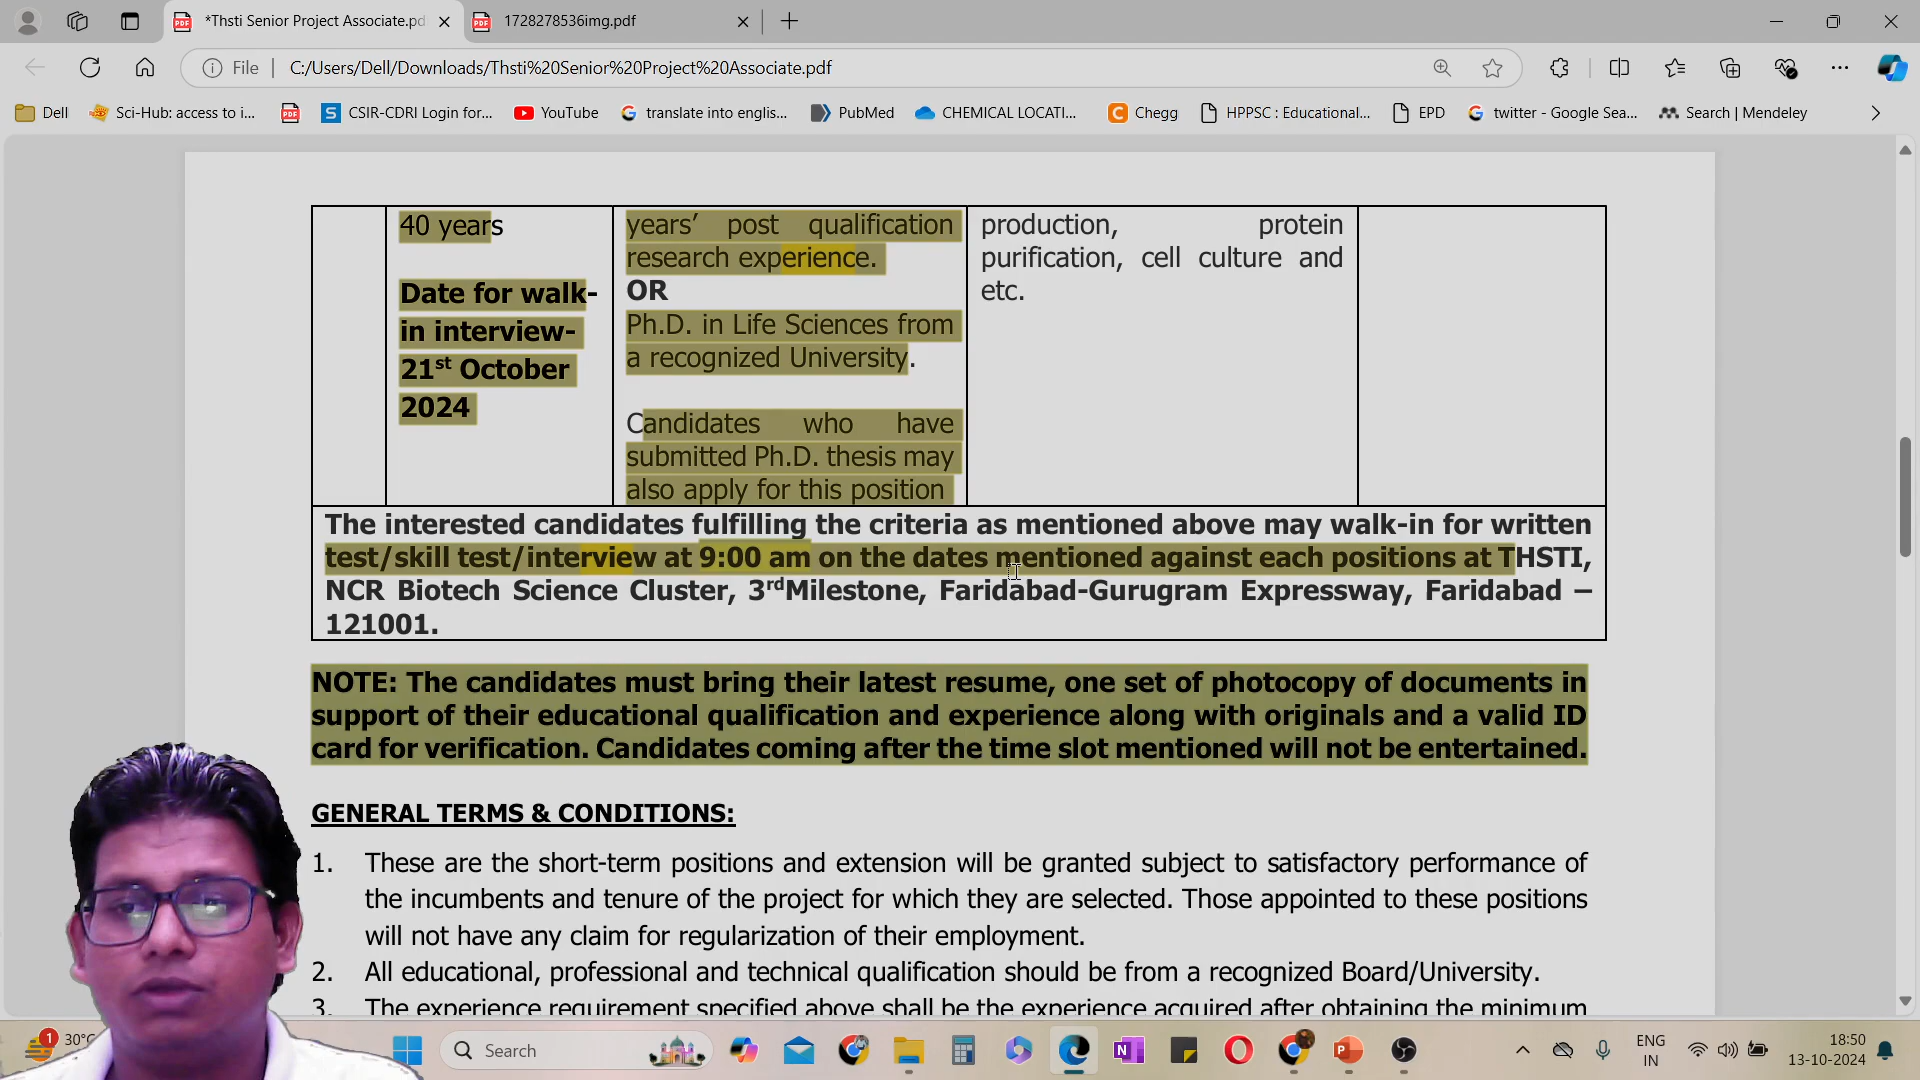 *Thsti Senior Project Associate.pd
1728278536img.pdf
File
C:/Users/Dell/Downloads/Thsti%20Senior%20Project%20Associate.pdf
Dell
Sci-Hub: access to i...
CSIR-CDRI Login for...
YouTube
translate into englis...
PubMed
CHEMICAL LOCATI...
Chegg
HPPSC : Educational...
EPD
twitter - Google Sea...
Search | Mendeley
40 years
Date for walk-
in interview-
21st October
2024
years’ post qualification
research experience.
OR
Ph.D. in Life Sciences from
a recognized University.
Candidates who have
submitted Ph.D. thesis may
also apply for this position
production, protein
purification, cell culture and
etc.
The interested candidates fulfilling the criteria as mentioned above may walk-in for written
test/skill test/interview at 9:00 am on the dates mentioned against each positions at THSTI,
NCR Biotech Science Cluster, 3rdMilestone, Faridabad-Gurugram Expressway, Faridabad –
121001.
NOTE: The candidates must bring their latest resume, one set of photocopy of documents in
support of their educational qualification and experience along with originals and a valid ID
card for verification. Candidates coming after the time slot mentioned will not be entertained.
GENERAL TERMS & CONDITIONS:
1. These are the short-term positions and extension will be granted subject to satisfactory performance of
the incumbents and tenure of the project for which they are selected. Those appointed to these positions
will not have any claim for regularization of their employment.
2. All educational, professional and technical qualification should be from a recognized Board/University.
3. The experience requirement specified above shall be the experience acquired after obtaining the minimum
1
30°C
Search
ENG
IN
18:50
13-10-2024